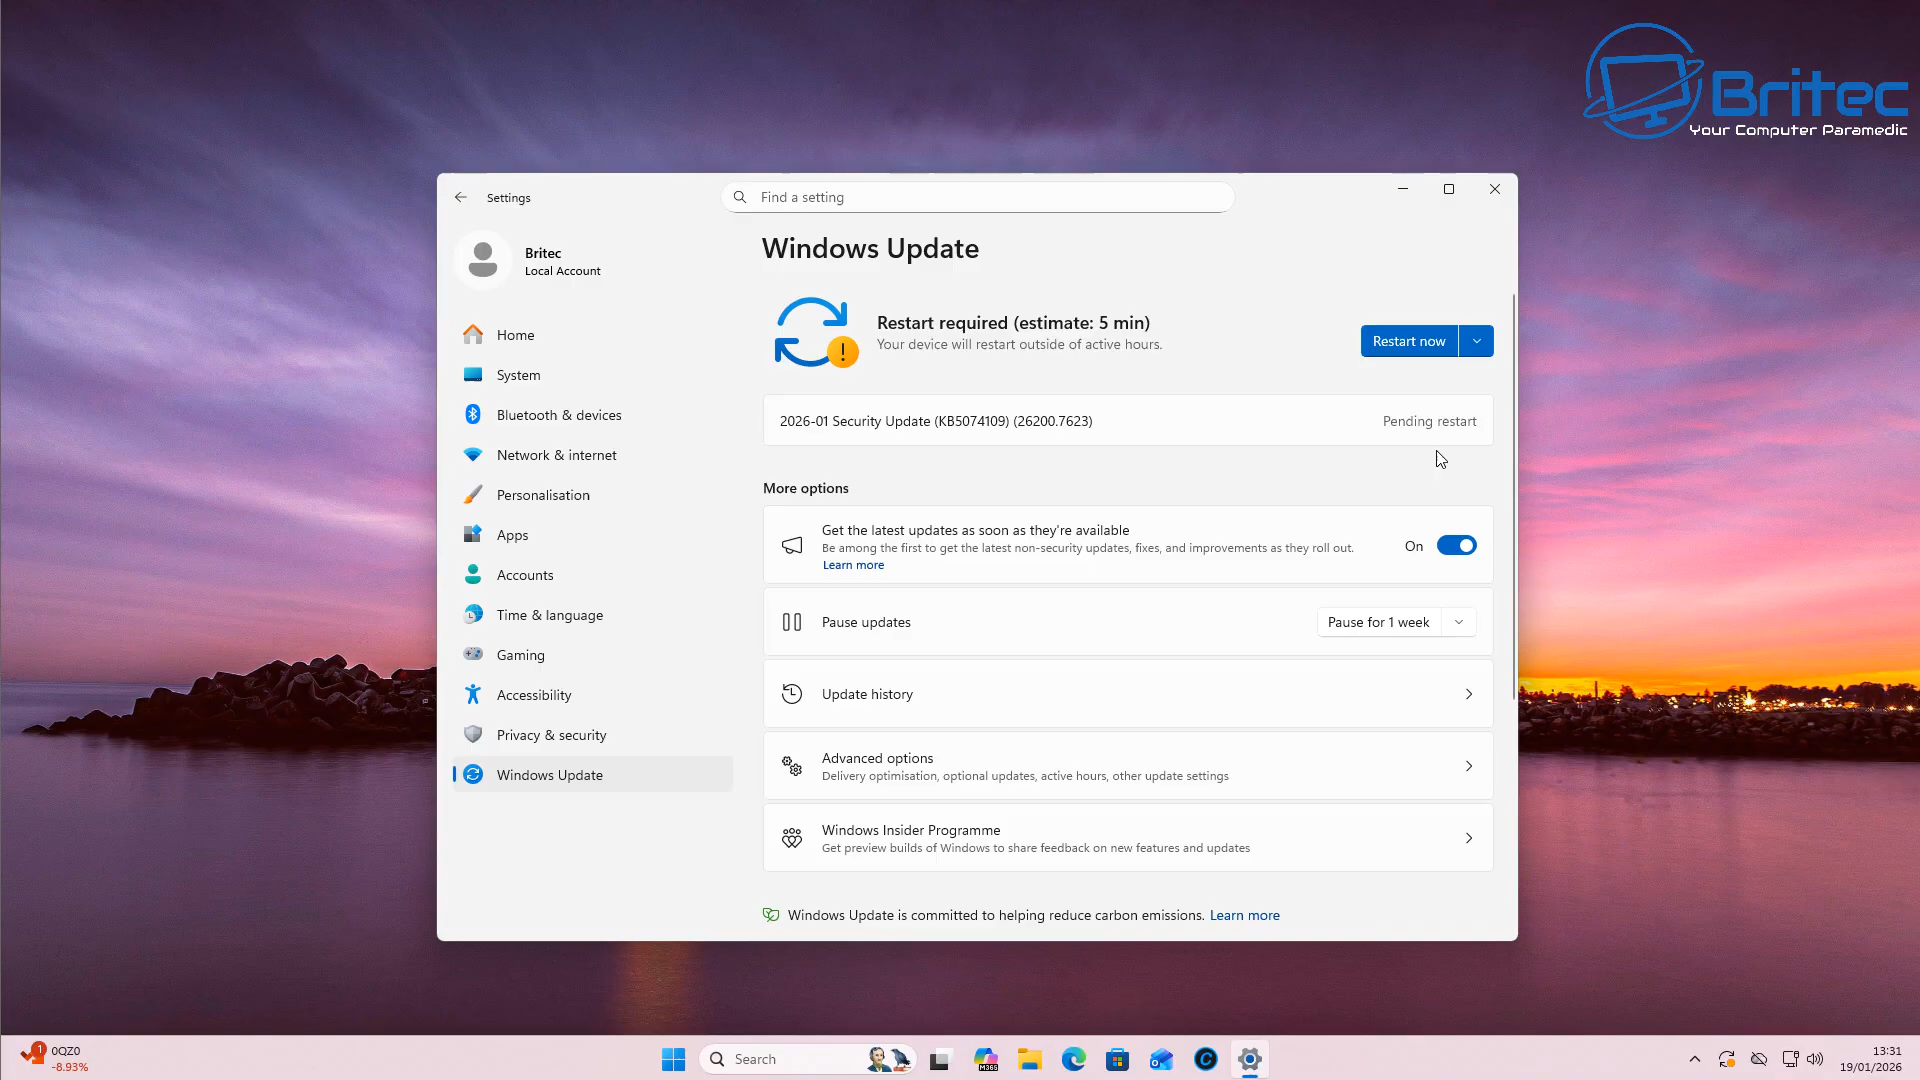 Britec
Your Computer Paramedic
Settings
Find a setting
Britec
Local Account
Home
System
Bluetooth & devices
Network & internet
Personalisation
Apps
Accounts
Time & language
Gaming
Accessibility
Privacy & security
Windows Update
Windows Update
Restart required (estimate: 5 min)
Your device will restart outside of active hours.
Restart now
2026-01 Security Update (KB5074109) (26200.7623)
Pending restart
More options
Get the latest updates as soon as they're available
Be among the first to get the latest non-security updates, fixes, and improvements as they roll out.
Learn more
On
Pause updates
Pause for 1 week
Update history
Advanced options
Delivery optimisation, optional updates, active hours, other update settings
Windows Insider Programme
Get preview builds of Windows to share feedback on new features and updates
Windows Update is committed to helping reduce carbon emissions. Learn more
1
0QZ0
-8.93%
Search
M365
13:31
19/01/2026